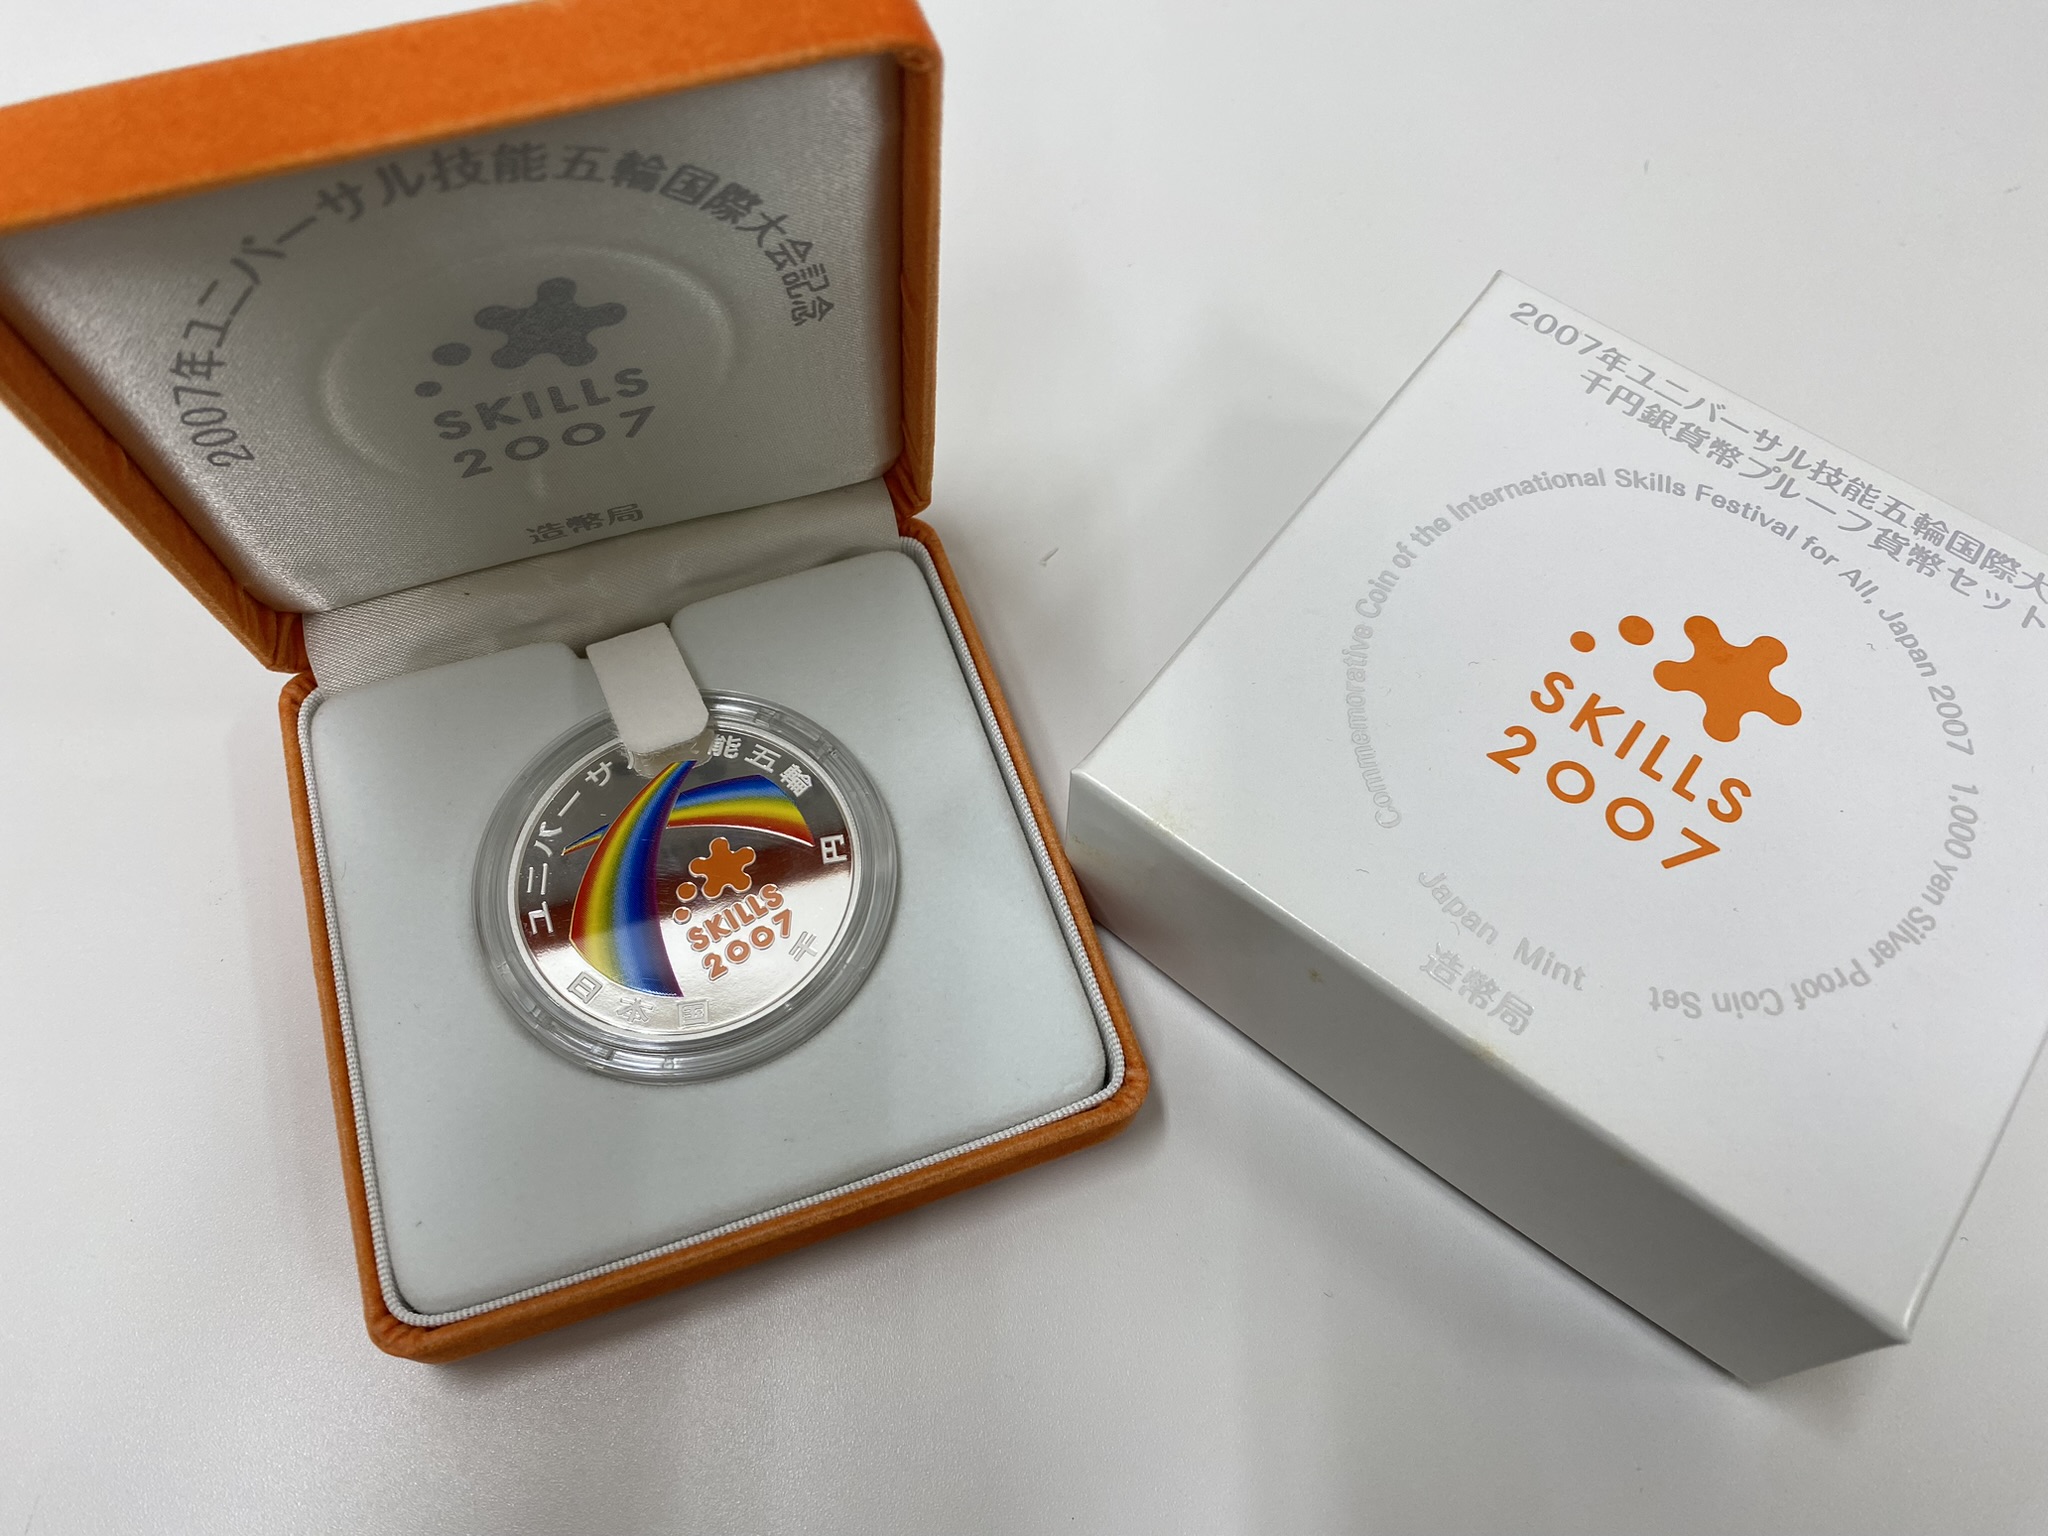 2007年ユニバーサル技能五輪国際大会記念
SKILLS
2007
造幣局
ユニバーサル
能五輪
SKILLS
2007
千
円
日本国
2007年ユニバーサル技能五輪国際大
千円銀貨幣プルーフ貨幣セット
Commemorative Coin of the International Skills Festival for All, Japan 2007 1,000 yen Silver Proof Coin Set
SKILLS
2007
Japan Mint
造幣局